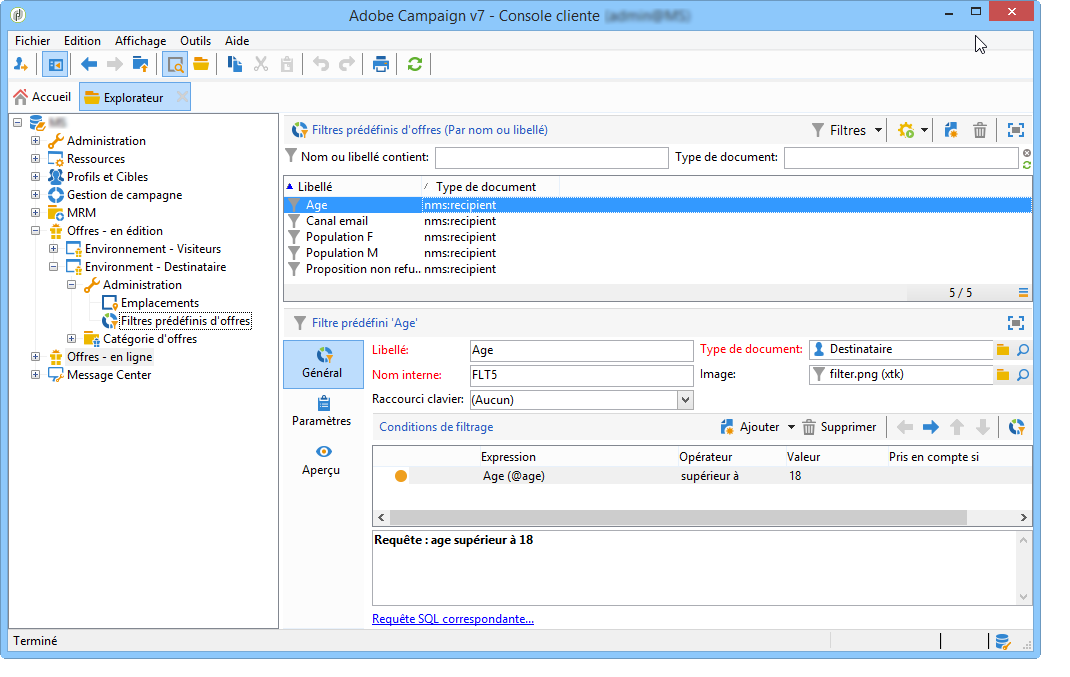 Adobe Campaign v7 - Console cliente
Fichier Edition Affichage Outils Aide
Accueil Explorateur
Administration
Ressources
Profils et Cibles
Gestion de campagne
MRM
Offres - en édition
Environnement - Visiteurs
Environment - Destinataire
Administration
Emplacements
Filtres prédéfinis d'offres
Catégorie d'offres
Offres - en ligne
Message Center
Filtres prédéfinis d'offres (Par nom ou libellé) Filtres
Nom ou libellé contient: Type de document:
Libellé Type de document
Age nms:recipient
Canal email nms:recipient
Population F nms:recipient
Population M nms:recipient
Proposition non refu.. nms:recipient
5 / 5
Filtre prédéfini 'Age'
Général
Paramètres
Aperçu
Libellé: Age Type de document: Destinataire
Nom interne: FLT5 Image: filter.png (xtk)
Raccourci clavier: (Aucun)
Conditions de filtrage Ajouter Supprimer
Expression Opérateur Valeur Pris en compte si
Age (@age) supérieur à 18
Requête : age supérieur à 18
Requête SQL correspondante...
Terminé